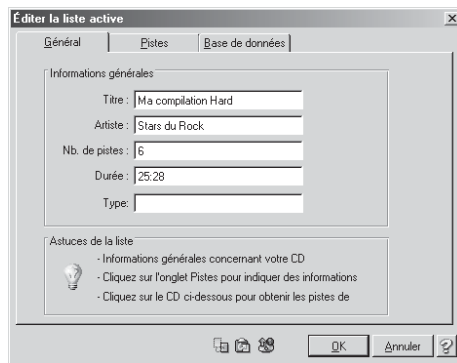 Éditer la liste active
Général Pistes Base de données
Informations générales
Titre : Ma compilation Hard
Artiste : Stars du Rock
Nb. de pistes : 6
Durée : 25:28
Type:
Astuces de la liste
- Informations générales concernant votre CD
- Cliquez sur l'onglet Pistes pour indiquer des informations
- Cliquez sur le CD ci-dessous pour obtenir les pistes de
OK Annuler ?